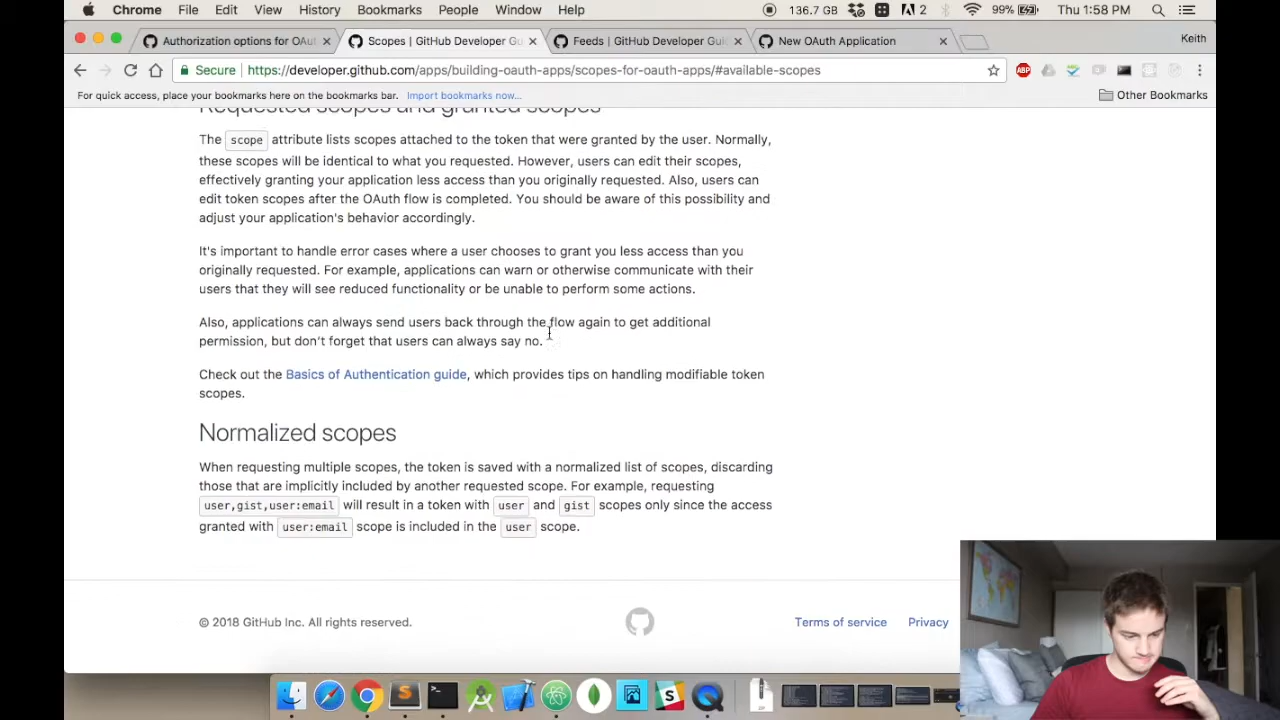 Chrome File Edit View History Bookmarks People Window Help 136.7 GB 2 99% Thu 1:58 PM
Authorization options for OAu Scopes | GitHub Developer Gu Feeds | GitHub Developer Guid New OAuth Application Keith
Secure https://developer.github.com/apps/building-oauth-apps/scopes-for-oauth-apps/#available-scopes ABP
For quick access, place your bookmarks here on the bookmarks bar. Import bookmarks now... Other Bookmarks
Requested scopes and granted scopes
The scope attribute lists scopes attached to the token that were granted by the user. Normally,
these scopes will be identical to what you requested. However, users can edit their scopes,
effectively granting your application less access than you originally requested. Also, users can
edit token scopes after the OAuth flow is completed. You should be aware of this possibility and
adjust your application's behavior accordingly.
It's important to handle error cases where a user chooses to grant you less access than you
originally requested. For example, applications can warn or otherwise communicate with their
users that they will see reduced functionality or be unable to perform some actions.
Also, applications can always send users back through the flow again to get additional
permission, but don't forget that users can always say no.
Check out the Basics of Authentication guide, which provides tips on handling modifiable token
scopes.
Normalized scopes
When requesting multiple scopes, the token is saved with a normalized list of scopes, discarding
those that are implicitly included by another requested scope. For example, requesting
user,gist,user:email will result in a token with user and gist scopes only since the access
granted with user:email scope is included in the user scope.
© 2018 GitHub Inc. All rights reserved. Terms of service Privacy